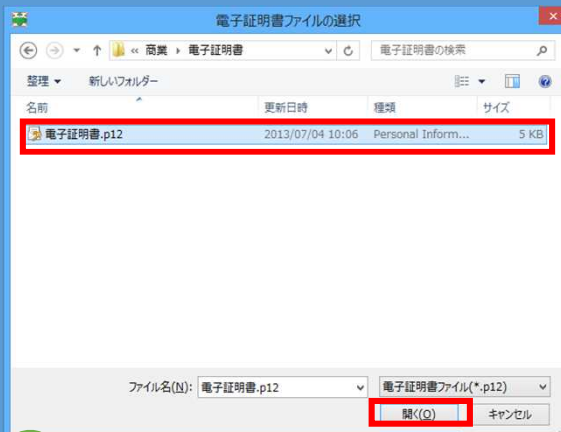 電子証明書ファイルの選択
« 商業 ▸ 電子証明書 電子証明書の検索
整理 ▼ 新しいフォルダー
名前 更新日時 種類 サイズ
電子証明書.p12 2013/07/04 10:06 Personal Inform... 5 KB
ファイル名(N): 電子証明書.p12 電子証明書ファイル(*.p12)
開く(O) キャンセル